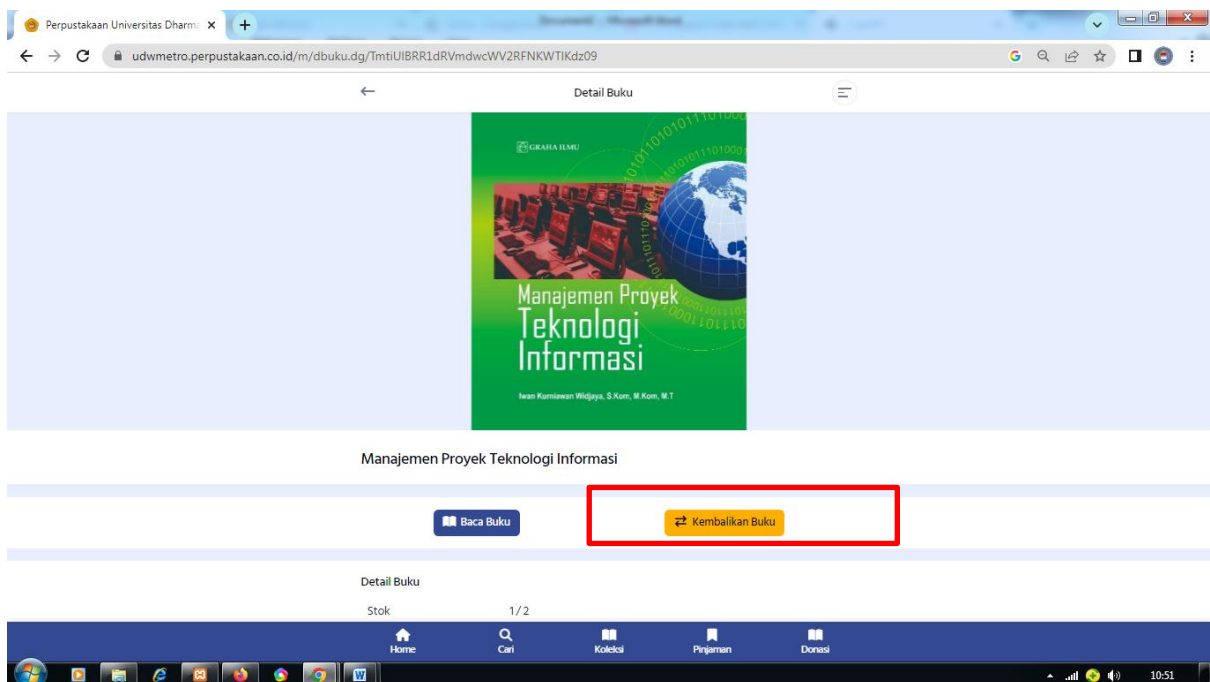 Perpustakaan Universitas Dharm
udwmetro.perpustakaan.co.id/m/dbuku.dg/TmtiUlBRR1dRVmdwcWV2RFNKWTlKdz09
Detail Buku
GRAHA ILMU
Manajemen Proyek
Teknologi
Informasi
Iwan Kurniawan Widjaya, S.Kom, M.Kom, M.T
Manajemen Proyek Teknologi Informasi
Baca Buku
Kembalikan Buku
Detail Buku
Stok 1/2
Home Cari Koleksi Pinjaman Donasi
10:51